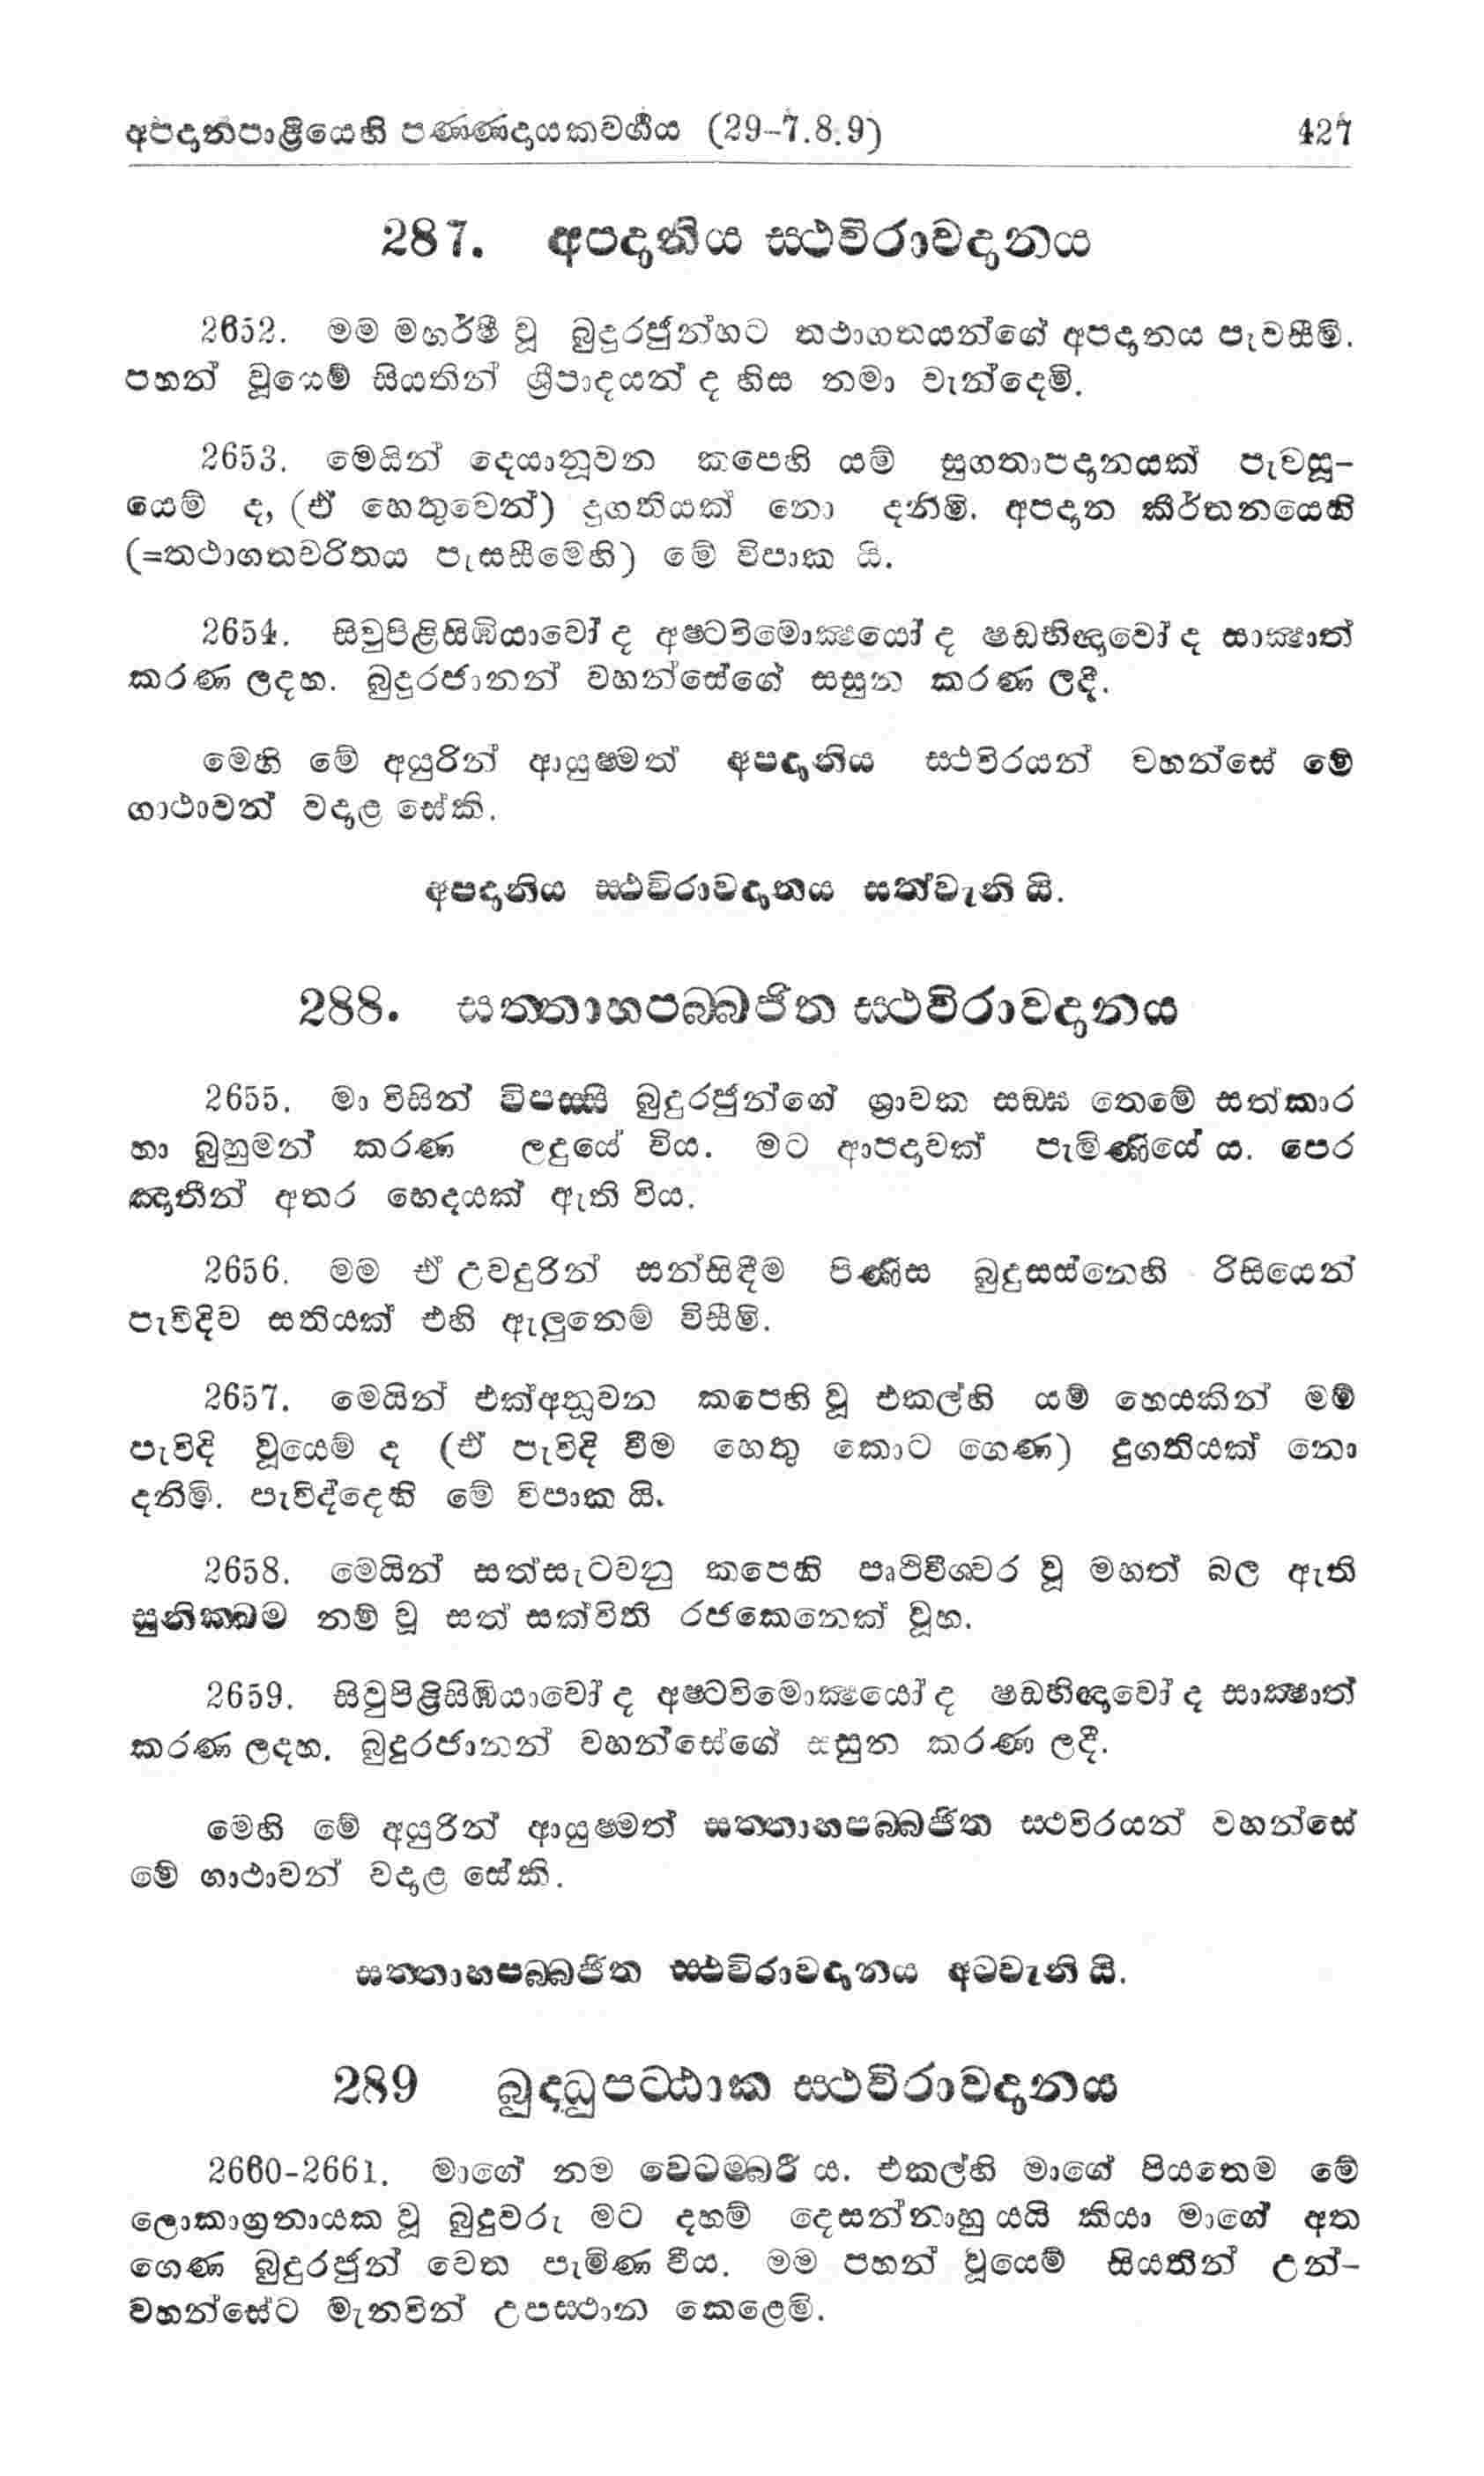 අපදානපාළියෙහි පණ්ණදායකවර්ගය (29-7.8.9) 427
287. අපදානිය ස්ථවිරාවදානය
2652. මම මහර්ෂී වූ බුදුරජුන්හට තථාගතයන්ගේ අපදානය පැවසීමි.
පහන් වූයෙම් සියතින් ශ්‍රීපාදයන් ද හිස නමා වැන්දෙමි.
2653. මෙයින් දෙයානූවන කපෙහි යම් සුගතාපදානයක් පැවසූ-
යෙම් ද, (ඒ හෙතුවෙන්) දුගතියක් නො දනිමි. අපදාන කීර්තනයෙහි
(=තථාගතචරිතය පැසසීමෙහි) මේ විපාක යි.
2654. සිවුපිළිසිඹියාවෝ ද අෂ්ටවිමොක්‍ෂයෝ ද ෂඩභිඥාවෝ ද සාක්‍ෂාත්
කරණ ලදහ. බුදුරජානන් වහන්සේගේ සසුන කරණ ලදී.
මෙහි මේ අයුරින් ආයුෂ්මත් අපදානිය ස්ථවිරයන් වහන්සේ මේ
ගාථාවන් වදාළ සේකි.
අපදානිය ස්ථවිරාවදානය සත්වැනි යි.
288. සත්තාහපබ්බජිත ස්ථවිරාවදානය
2655. මා විසින් විපස්සී බුදුරජුන්ගේ ශ්‍රාවක සඞ්ඝ තෙමේ සත්කාර
හා බුහුමන් කරණ ලදුයේ විය. මට ආපදාවක් පැමිණියේ ය. පෙර
ඤාතීන් අතර භෙදයක් ඇති විය.
2656. මම ඒ උවදුරින් සන්සිඳීම පිණිස බුදුසස්නෙහි රිසියෙන්
පැවිදිව සතියක් එහි ඇලුනෙම් විසීමි.
2657. මෙයින් එක්අනූවන කපෙහි වූ එකල්හි යම් හෙයකින් මම
පැවිදි වූයෙම් ද (ඒ පැවිදි වීම හෙතු කොට ගෙණ) දුගතියක් නො
දනිමි. පැවිද්දෙහි මේ විපාක යි.
2658. මෙයින් සත්සැටවනු කපෙහි පෘථිවීශ්වර වූ මහත් බල ඇති
සුනික්ඛම නම් වූ සත් සක්විති රජකෙනෙක් වූහ.
2659. සිවුපිළිසිඹියාවෝ ද අෂ්ටවිමොක්‍ෂයෝ ද ෂඩභිඥාවෝ ද සාක්‍ෂාත්
කරණ ලදහ. බුදුරජානන් වහන්සේගේ සසුන කරණ ලදී.
මෙහි මේ අයුරින් ආයුෂ්මත් සත්තාහපබ්බජිත ස්ථවිරයන් වහන්සේ
මේ ගාථාවන් වදාළ සේකි.
සත්තාහපබ්බජිත ස්ථවිරාවදානය අටවැනි යි.
289 බුද්ධුපට්ඨාක ස්ථවිරාවදානය
2660-2661. මාගේ නම වෙටම්බරී ය. එකල්හි මාගේ පියතෙම මේ
ලොකාග්‍රනායක වූ බුදුවරු මට දහම් දෙසන්නාහු යයි කියා මාගේ අත
ගෙණ බුදුරජුන් වෙත පැමිණ වීය. මම පහන් වූයෙම් සියතින් උන්-
වහන්සේට මැනවින් උපස්ථාන කෙළෙමි.